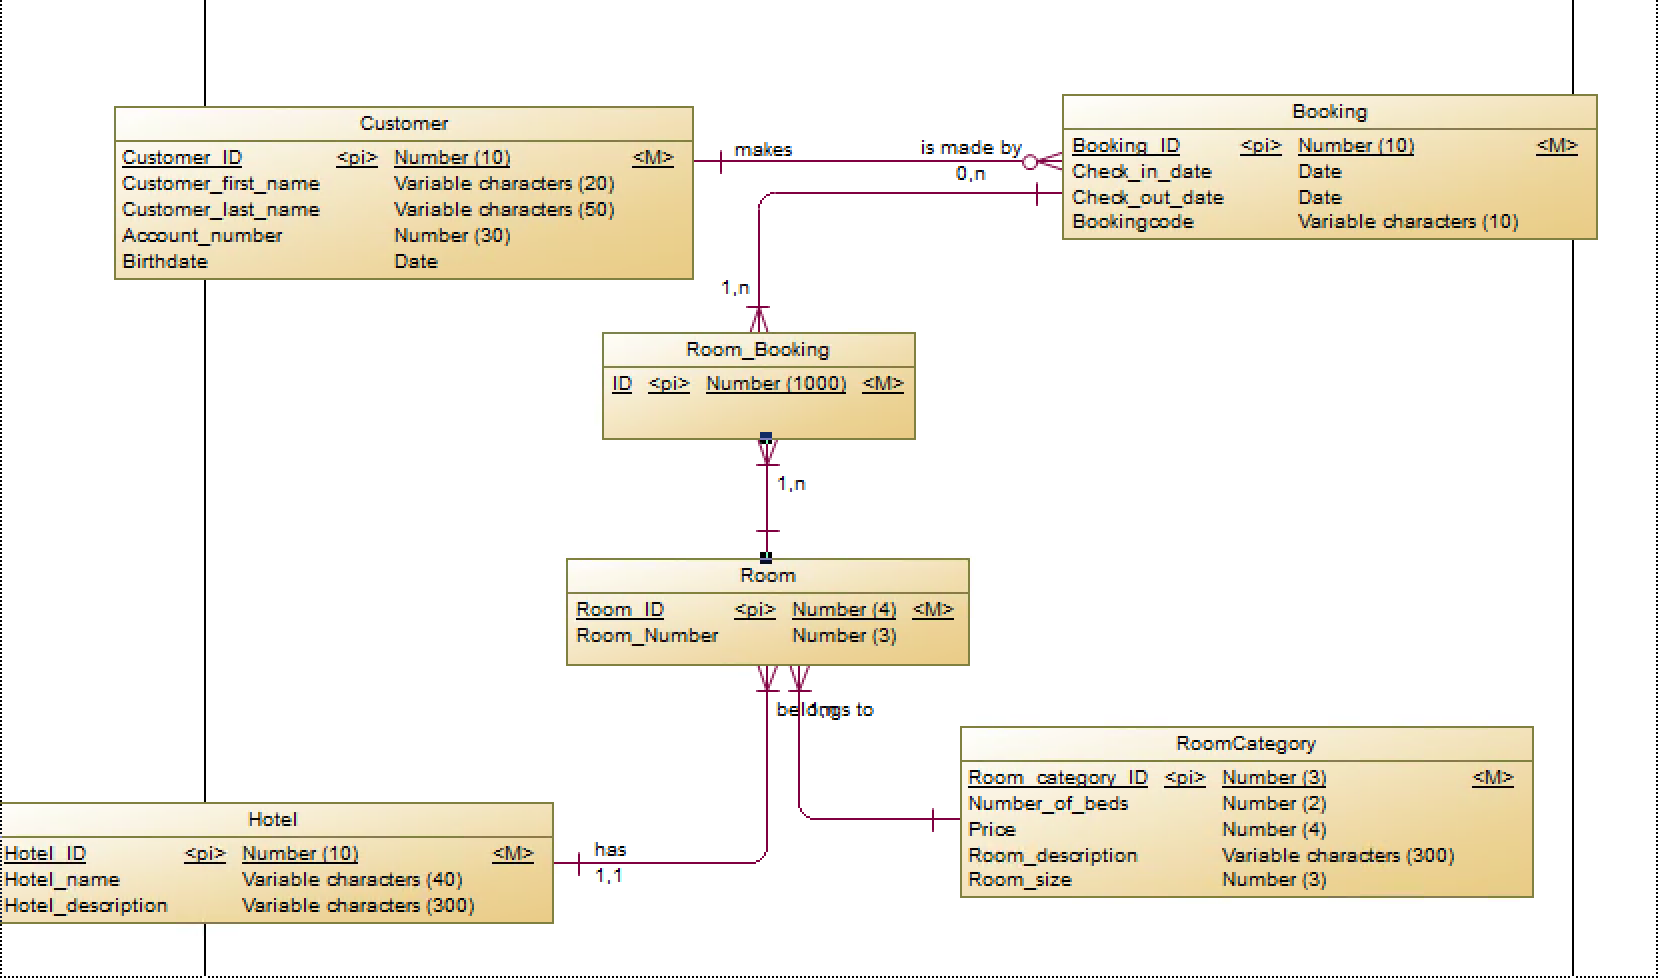 Customer
Customer_ID <pi> Number (10) <M>
Customer_first_name Variable characters (20)
Customer_last_name Variable characters (50)
Account_number Number (30)
Birthdate Date
makes
is made by
0,n
Booking
Booking_ID <pi> Number (10) <M>
Check_in_date Date
Check_out_date Date
Bookingcode Variable characters (10)
1,n
Room_Booking
ID <pi> Number (1000) <M>
1,n
Room
Room_ID <pi> Number (4) <M>
Room_Number Number (3)
belongs to
RoomCategory
Room_category_ID <pi> Number (3) <M>
Number_of_beds Number (2)
Price Number (4)
Room_description Variable characters (300)
Room_size Number (3)
Hotel
Hotel_ID <pi> Number (10) <M>
Hotel_name Variable characters (40)
Hotel_description Variable characters (300)
has
1,1